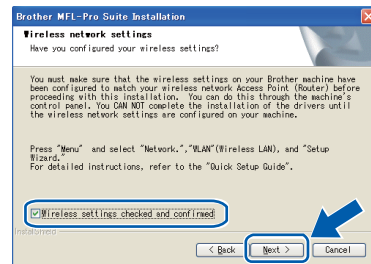 Brother MFL-Pro Suite Installation
Wireless network settings
Have you configured your wireless settings?
You must make sure that the wireless settings on your Brother machine have
been configured to match your wireless network Access Point (Router) before
proceeding with this installation. You can do this through the machine's
control panel. You CAN NOT complete the installation of the drivers until
the wireless network settings are configured on your machine.
Press "Menu" and select "Network.","WLAN"(Wireless LAN), and "Setup
Wizard."
For detailed instructions, refer to the "Quick Setup Guide".
Wireless settings checked and confirmed
InstallShield
< Back Next > Cancel